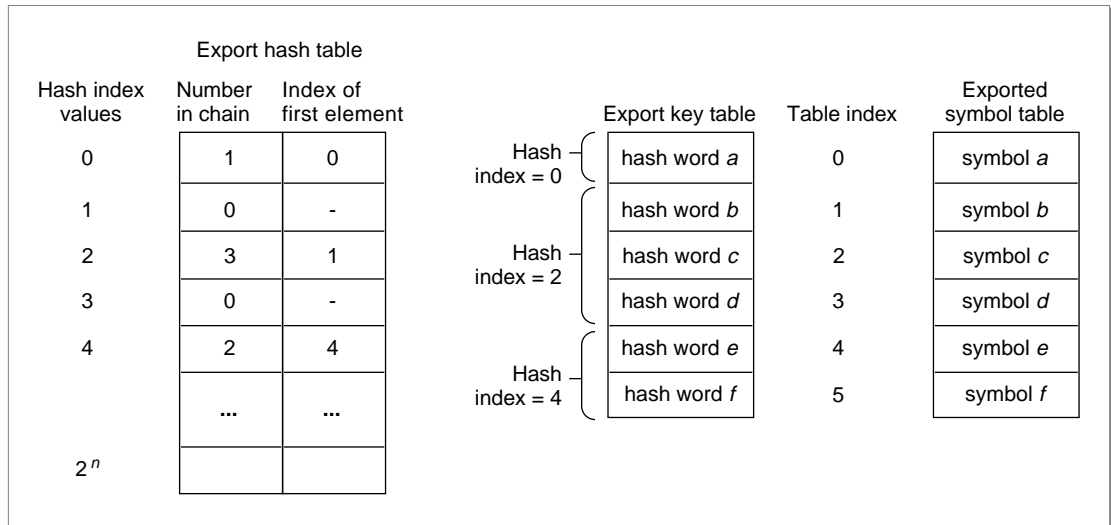 Export hash table
Hash index values
Number in chain
Index of first element
0 1 0
1 0 -
2 3 1
3 0 -
4 2 4
... ...
2 n
Export key table
Table index
Exported symbol table
Hash index = 0
hash word a 0 symbol a
hash word b 1 symbol b
Hash index = 2
hash word c 2 symbol c
hash word d 3 symbol d
hash word e 4 symbol e
Hash index = 4
hash word f 5 symbol f